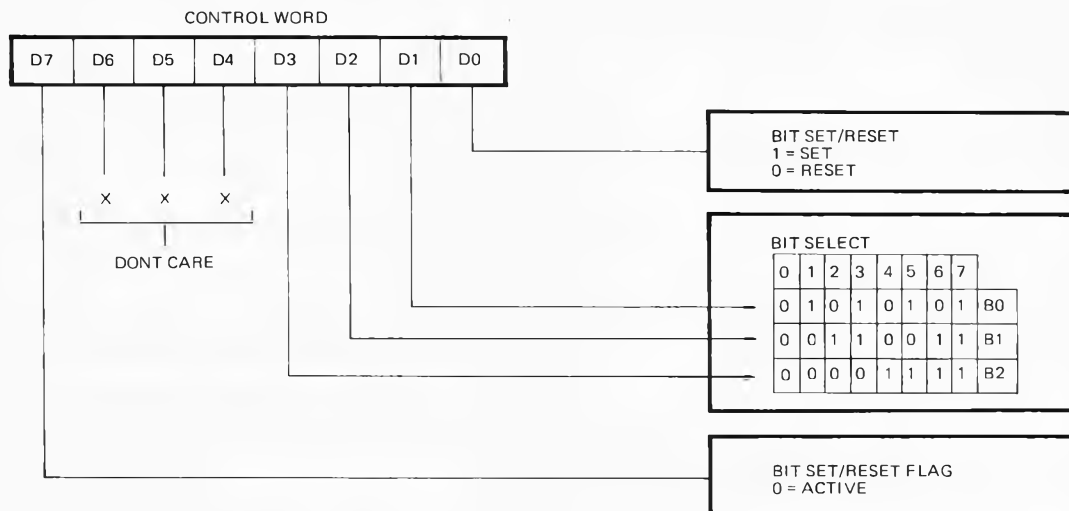 CONTROL WORD
D7 D6 D5 D4 D3 D2 D1 D0
BIT SET/RESET
1 = SET
0 = RESET
X X X
DONT CARE
BIT SELECT
0 1 2 3 4 5 6 7
0 1 0 1 0 1 0 1 B0
0 0 1 1 0 0 1 1 B1
0 0 0 0 1 1 1 1 B2
BIT SET/RESET FLAG
0 = ACTIVE